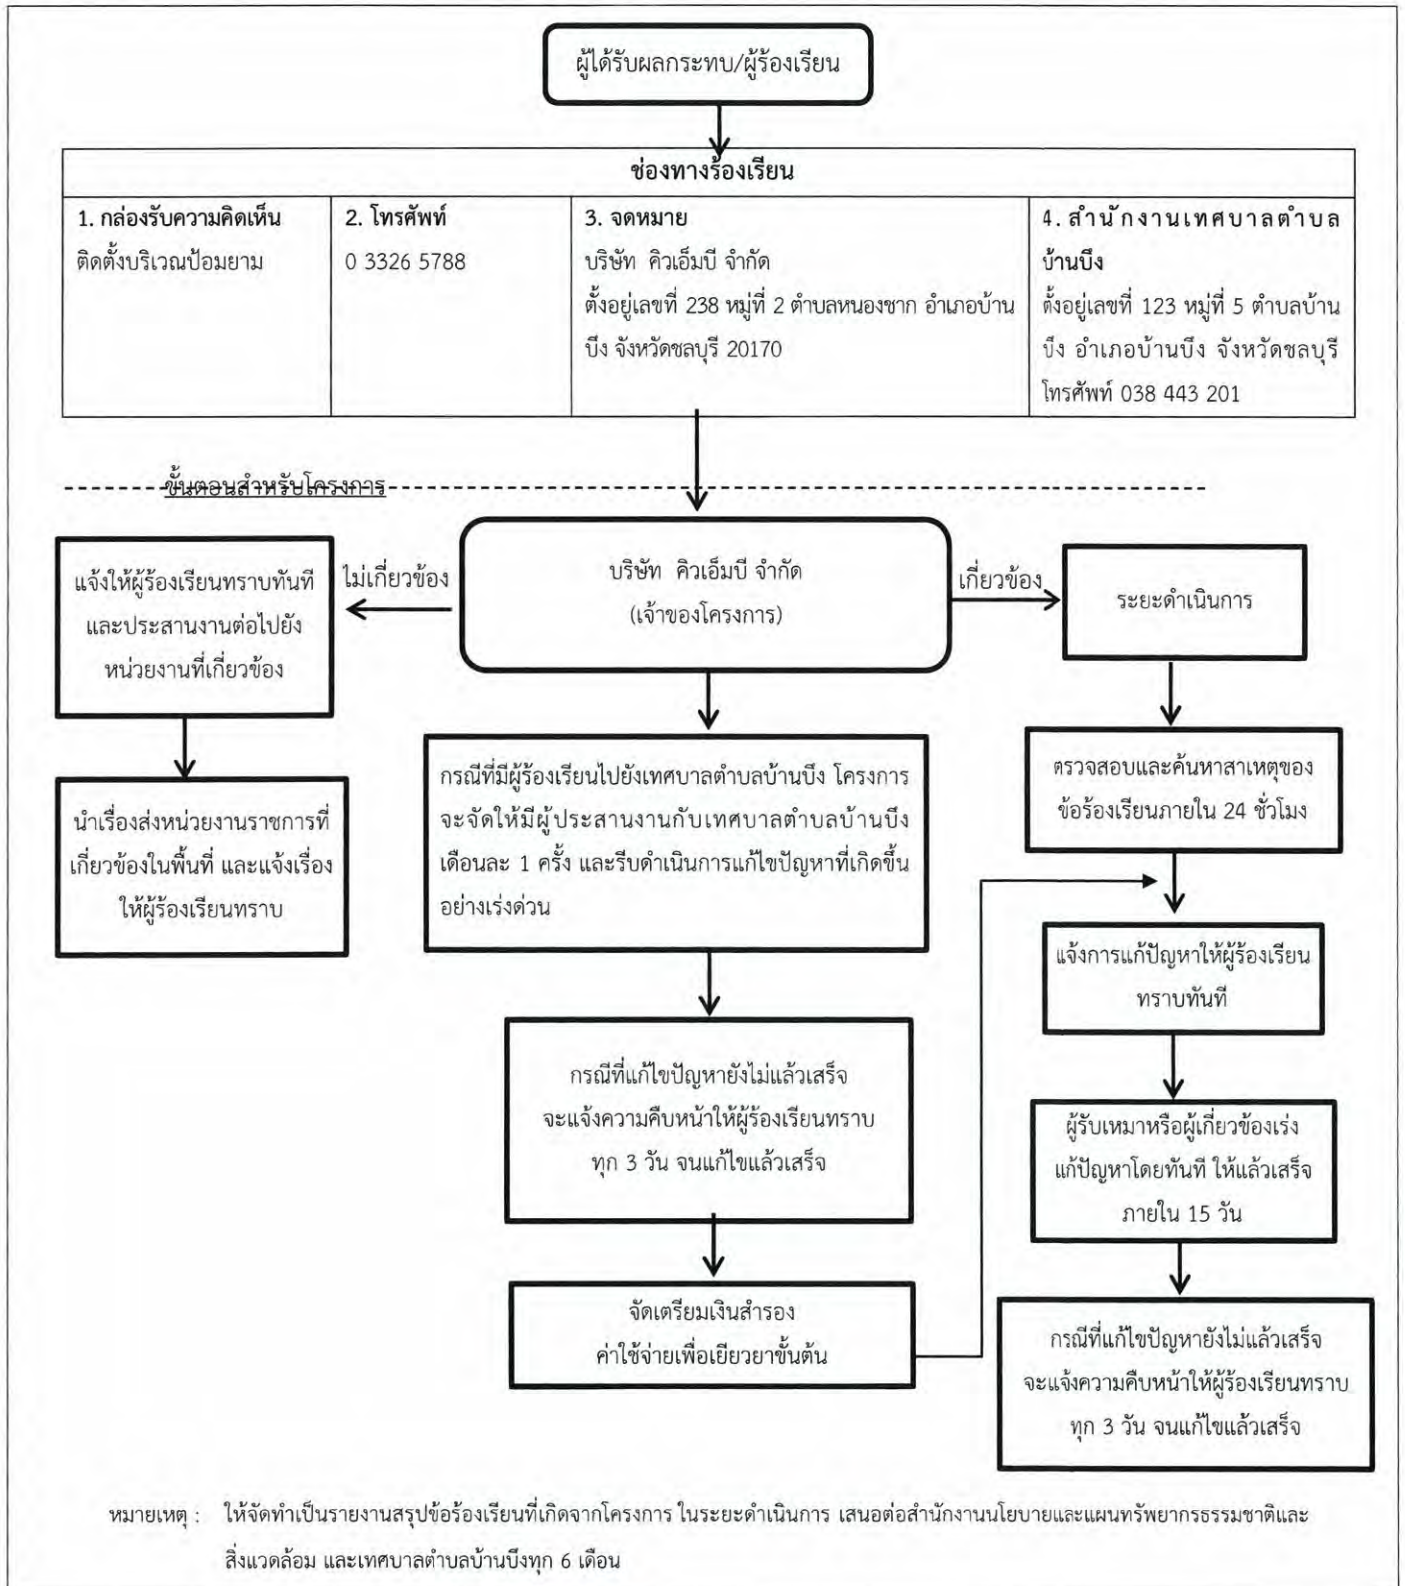 ผู้ได้รับผลกระทบ/ผู้ร้องเรียน
ช่องทางร้องเรียน
1. กล่องรับความคิดเห็น
ติดตั้งบริเวณป้อมยาม
2. โทรศัพท์
0 3326 5788
3. จดหมาย
บริษัท คิวเอ็มบี จำกัด
ตั้งอยู่เลขที่ 238 หมู่ที่ 2 ตำบลหนองชาก อำเภอบ้าน
บึง จังหวัดชลบุรี 20170
4. สำนักงานเทศบาลตำบล
บ้านบึง
ตั้งอยู่เลขที่ 123 หมู่ที่ 5 ตำบลบ้าน
บึง อำเภอบ้านบึง จังหวัดชลบุรี
โทรศัพท์ 038 443 201
ขั้นตอนสำหรับโครงการ
แจ้งให้ผู้ร้องเรียนทราบทันที
และประสานงานต่อไปยัง
หน่วยงานที่เกี่ยวข้อง
ไม่เกี่ยวข้อง
บริษัท คิวเอ็มบี จำกัด
(เจ้าของโครงการ)
เกี่ยวข้อง
ระยะดำเนินการ
นำเรื่องส่งหน่วยงานราชการที่
เกี่ยวข้องในพื้นที่ และแจ้งเรื่อง
ให้ผู้ร้องเรียนทราบ
กรณีที่มีผู้ร้องเรียนไปยังเทศบาลตำบลบ้านบึง โครงการ
จะจัดให้มีผู้ประสานงานกับเทศบาลตำบลบ้านบึง
เดือนละ 1 ครั้ง และรีบดำเนินการแก้ไขปัญหาที่เกิดขึ้น
อย่างเร่งด่วน
ตรวจสอบและค้นหาสาเหตุของ
ข้อร้องเรียนภายใน 24 ชั่วโมง
แจ้งการแก้ปัญหาให้ผู้ร้องเรียน
ทราบทันที
กรณีที่แก้ไขปัญหายังไม่แล้วเสร็จ
จะแจ้งความคืบหน้าให้ผู้ร้องเรียนทราบ
ทุก 3 วัน จนแก้ไขแล้วเสร็จ
ผู้รับเหมาหรือผู้เกี่ยวข้องเร่ง
แก้ปัญหาโดยทันที ให้แล้วเสร็จ
ภายใน 15 วัน
จัดเตรียมเงินสำรอง
ค่าใช้จ่ายเพื่อเยียวยาขั้นต้น
กรณีที่แก้ไขปัญหายังไม่แล้วเสร็จ
จะแจ้งความคืบหน้าให้ผู้ร้องเรียนทราบ
ทุก 3 วัน จนแก้ไขแล้วเสร็จ
หมายเหตุ : ให้จัดทำเป็นรายงานสรุปข้อร้องเรียนที่เกิดจากโครงการ ในระยะดำเนินการ เสนอต่อสำนักงานนโยบายและแผนทรัพยากรธรรมชาติและ
สิ่งแวดล้อม และเทศบาลตำบลบ้านบึงทุก 6 เดือน